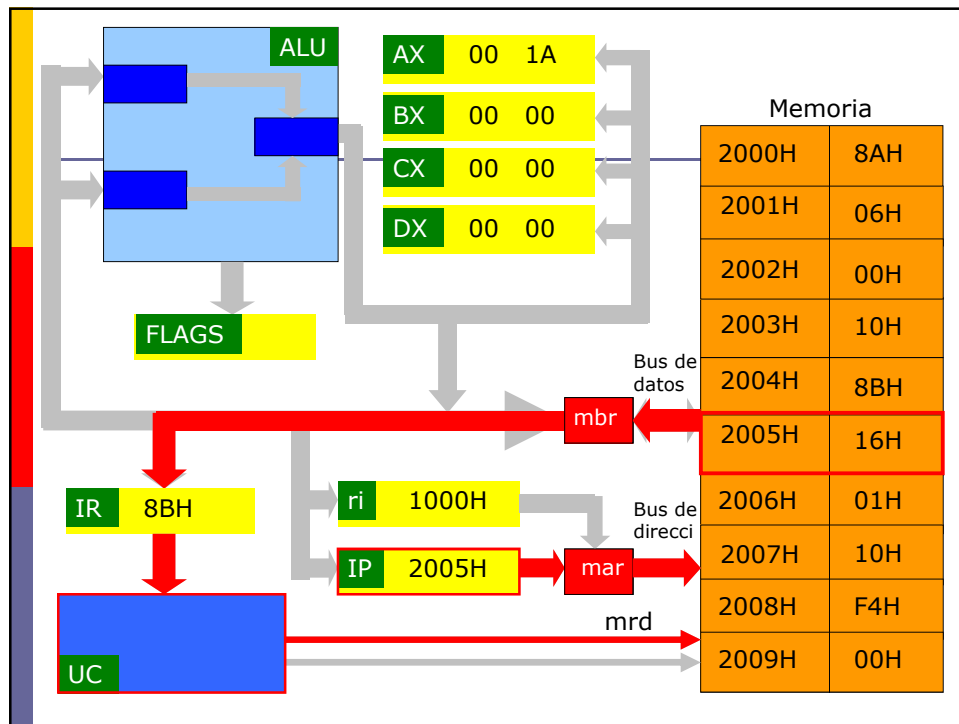 ALU
AX 00 1A
BX 00 00
CX 00 00
DX 00 00
FLAGS
Memoria
2000H 8AH
2001H 06H
2002H 00H
2003H 10H
2004H 8BH
2005H 16H
2006H 01H
2007H 10H
2008H F4H
2009H 00H
Bus de
datos
mbr
IR 8BH
ri 1000H
IP 2005H
Bus de
direcci
mar
mrd
UC